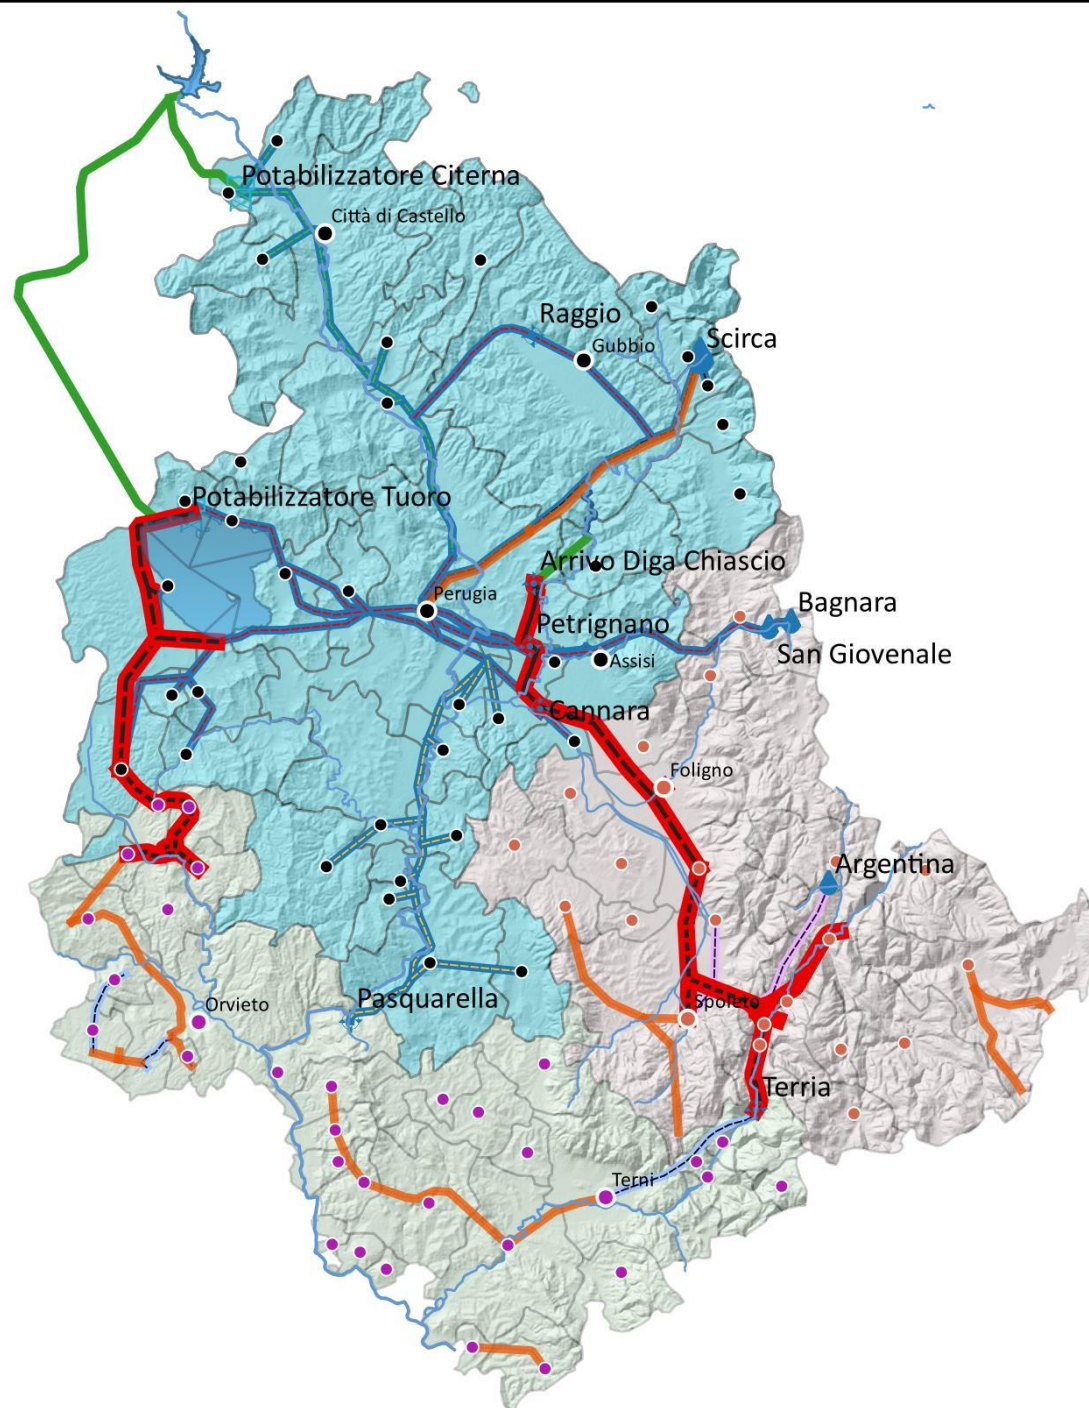 Potabilizzatore Citerna
Città di Castello
Raggio
Gubbio
Scirca
Potabilizzatore Tuoro
Arrivo Diga Chiascio
Perugia
Bagnara
Petrignano
Assisi
San Giovenale
Cannara
Foligno
Argentina
Pasquarella
Orvieto
Spoleto
Terria
Terni